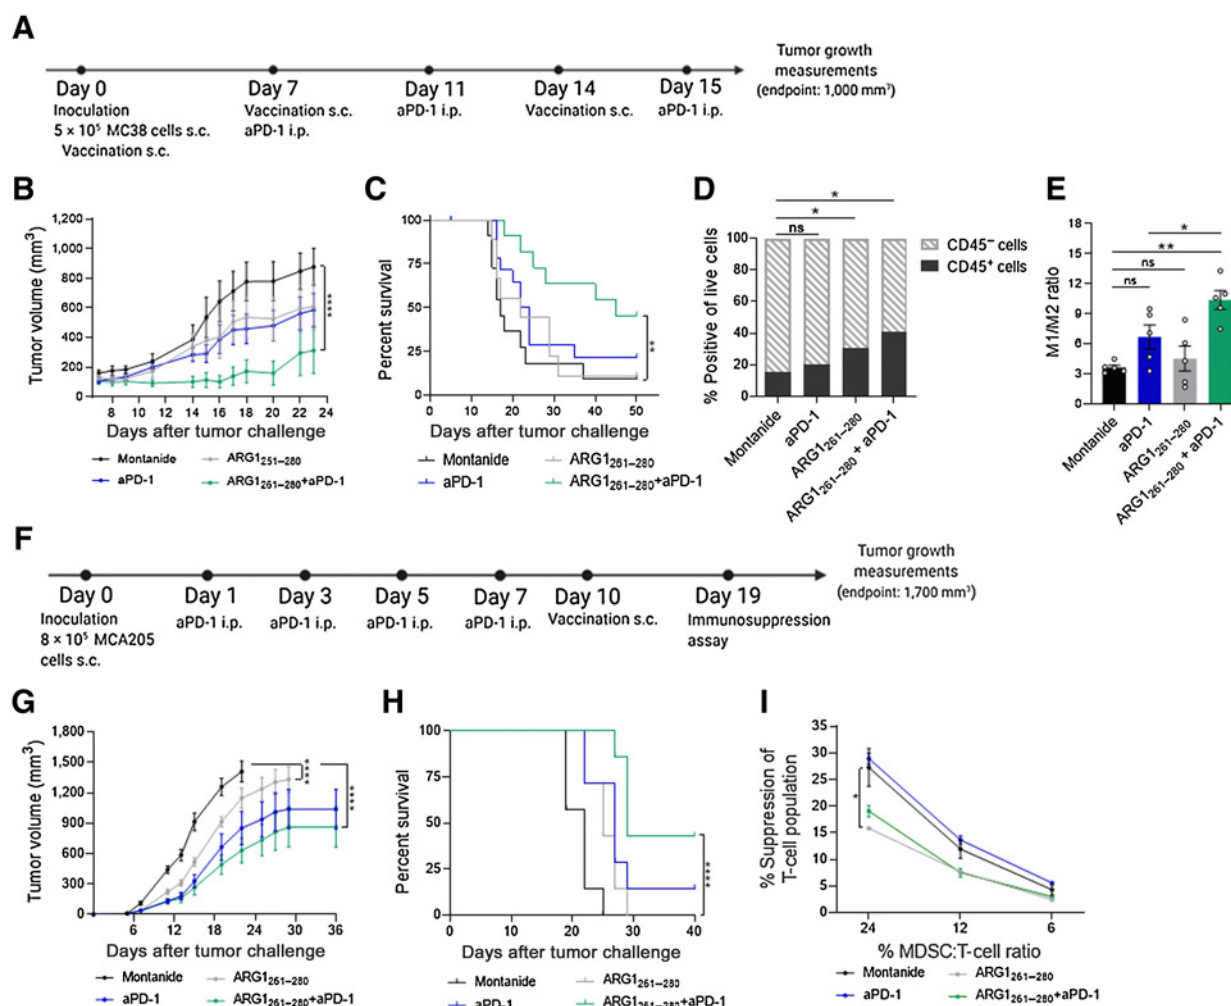 A
Day 0
Inoculation
5 × 10⁵ MC38 cells s.c.
Vaccination s.c.
Day 7
Vaccination s.c.
aPD-1 i.p.
Day 11
aPD-1 i.p.
Day 14
Vaccination s.c.
Day 15
aPD-1 i.p.
Tumor growth
measurements
(endpoint: 1,000 mm³)
B
Tumor volume (mm³)
1,200
1,000
800
600
400
200
0
8 10 12 14 16 18 20 22 24
Days after tumor challenge
****
Montanide
ARG1₂₅₁₋₂₈₀
aPD-1
ARG1₂₆₁₋₂₈₀+aPD-1
C
Percent survival
100
75
50
25
0
0 10 20 30 40 50
Days after tumor challenge
**
Montanide
ARG1₂₆₁₋₂₈₀
aPD-1
ARG1₂₆₁₋₂₈₀+aPD-1
D
% Positive of live cells
100
80
60
40
20
0
*
*
ns
CD45⁻ cells
CD45⁺ cells
Montanide
aPD-1
ARG1₂₆₁₋₂₈₀
ARG1₂₆₁₋₂₈₀ + aPD-1
E
M1/M2 ratio
18
15
12
9
6
3
0
*
**
ns
ns
Montanide
aPD-1
ARG1₂₆₁₋₂₈₀
ARG1₂₆₁₋₂₈₀ + aPD-1
F
Day 0
Inoculation
8 × 10⁵ MCA205
cells s.c.
Day 1
aPD-1 i.p.
Day 3
aPD-1 i.p.
Day 5
aPD-1 i.p.
Day 7
aPD-1 i.p.
Day 10
Vaccination s.c.
Day 19
Immunosuppression
assay
Tumor growth
measurements
(endpoint: 1,700 mm³)
G
Tumor volume (mm³)
1,800
1,500
1,200
900
600
300
0
6 12 18 24 30 36
Days after tumor challenge
****
****
Montanide
ARG1₂₆₁₋₂₈₀
aPD-1
ARG1₂₆₁₋₂₈₀+aPD-1
H
Percent survival
100
75
50
25
0
0 10 20 30 40
Days after tumor challenge
****
Montanide
ARG1₂₆₁₋₂₈₀
aPD-1
ARG1₂₆₁₋₂₈₀+aPD-1
I
% Suppression of
T-cell population
35
30
25
20
15
10
5
0
24 12 6
% MDSC:T-cell ratio
*
Montanide
ARG1₂₆₁₋₂₈₀
aPD-1
ARG1₂₆₁₋₂₈₀+aPD-1